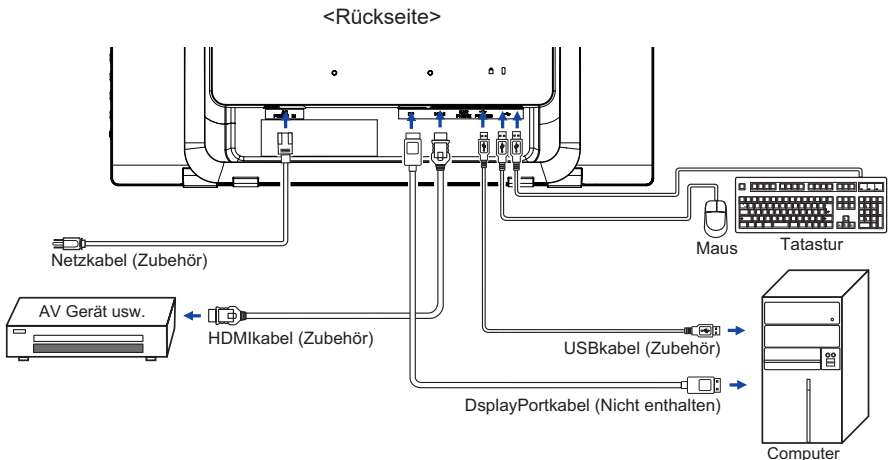 <Rückseite>
Maus
Tatastur
Netzkabel (Zubehör)
AV Gerät usw.
HDMIkabel (Zubehör)
USBkabel (Zubehör)
DsplayPortkabel (Nicht enthalten)
Computer